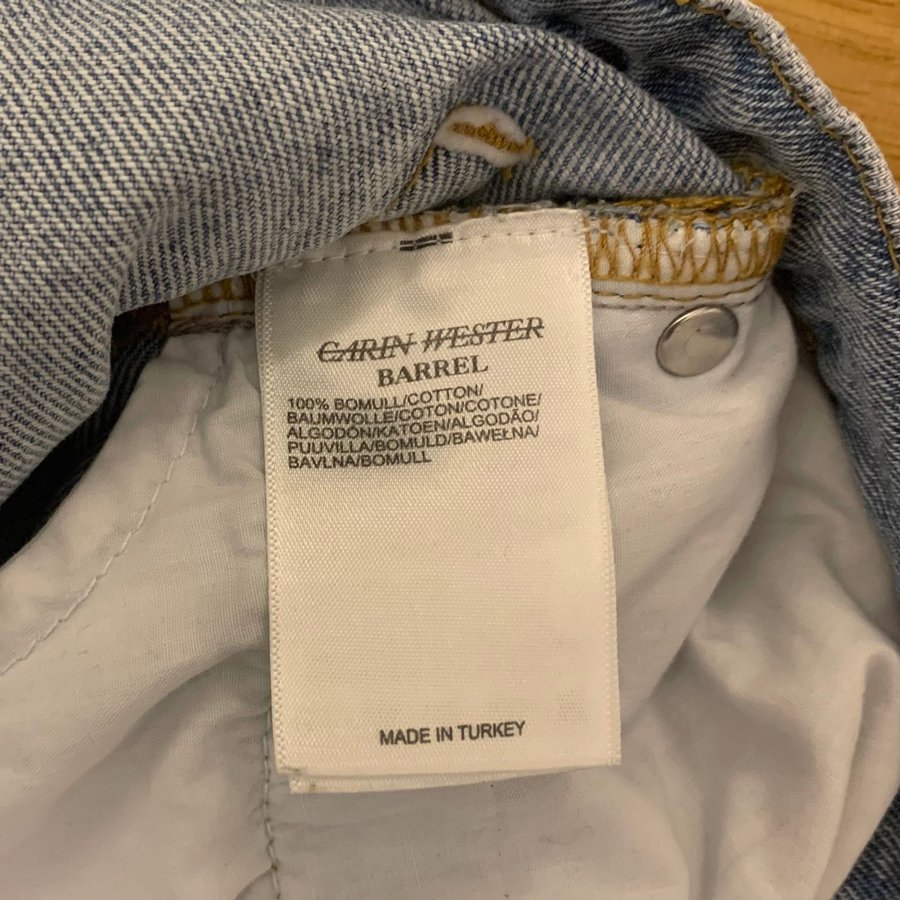 CARIN WESTER
BARREL
100% BOMULL/COTTON/
BAUMWOLLE/COTON/COTONE/
ALGODÓN/KATOEN/ALGODÃO/
PUUVILLA/BOMULD/BAWEŁNA/
BAVLNA/BOMULL
MADE IN TURKEY